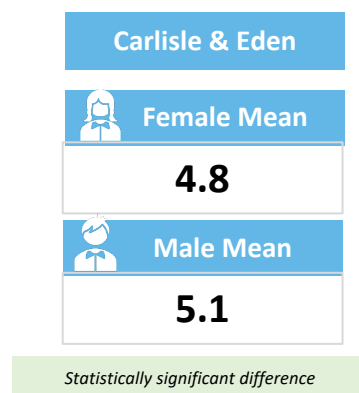 Carlisle & Eden
Female Mean
4.8
Male Mean
5.1
Statistically significant difference